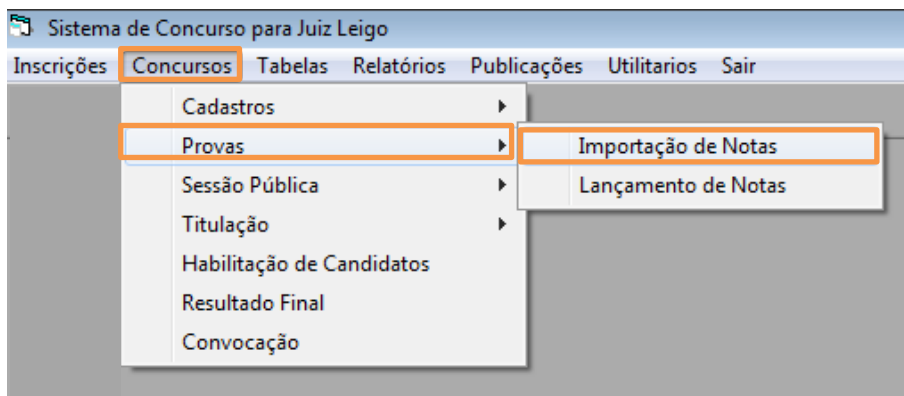 Sistema de Concurso para Juiz Leigo
Inscrições Concursos Tabelas Relatórios Publicações Utilitarios Sair
Cadastros
Provas
Importação de Notas
Sessão Pública
Lançamento de Notas
Titulação
Habilitação de Candidatos
Resultado Final
Convocação